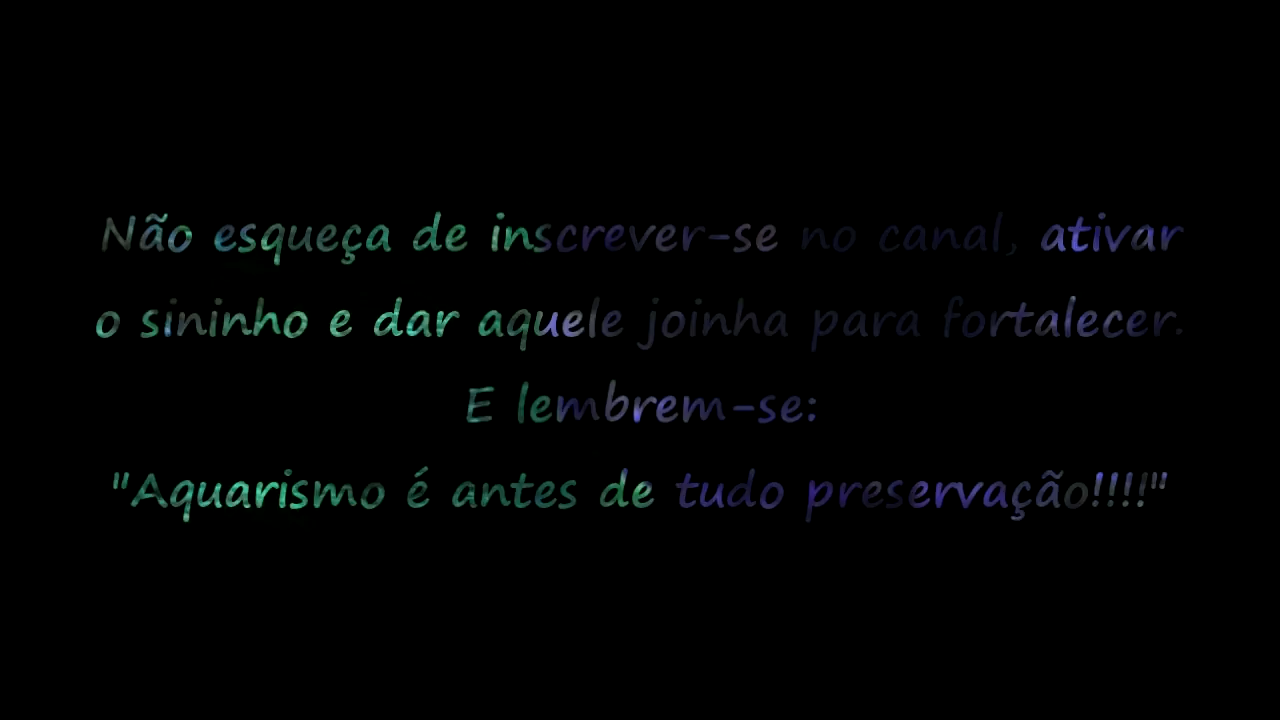 Não esqueça de inscrever-se no canal, ativar
o sininho e dar aquele joinha para fortalecer.
E lembrem-se:
"Aquarismo é antes de tudo preservação!!!!"